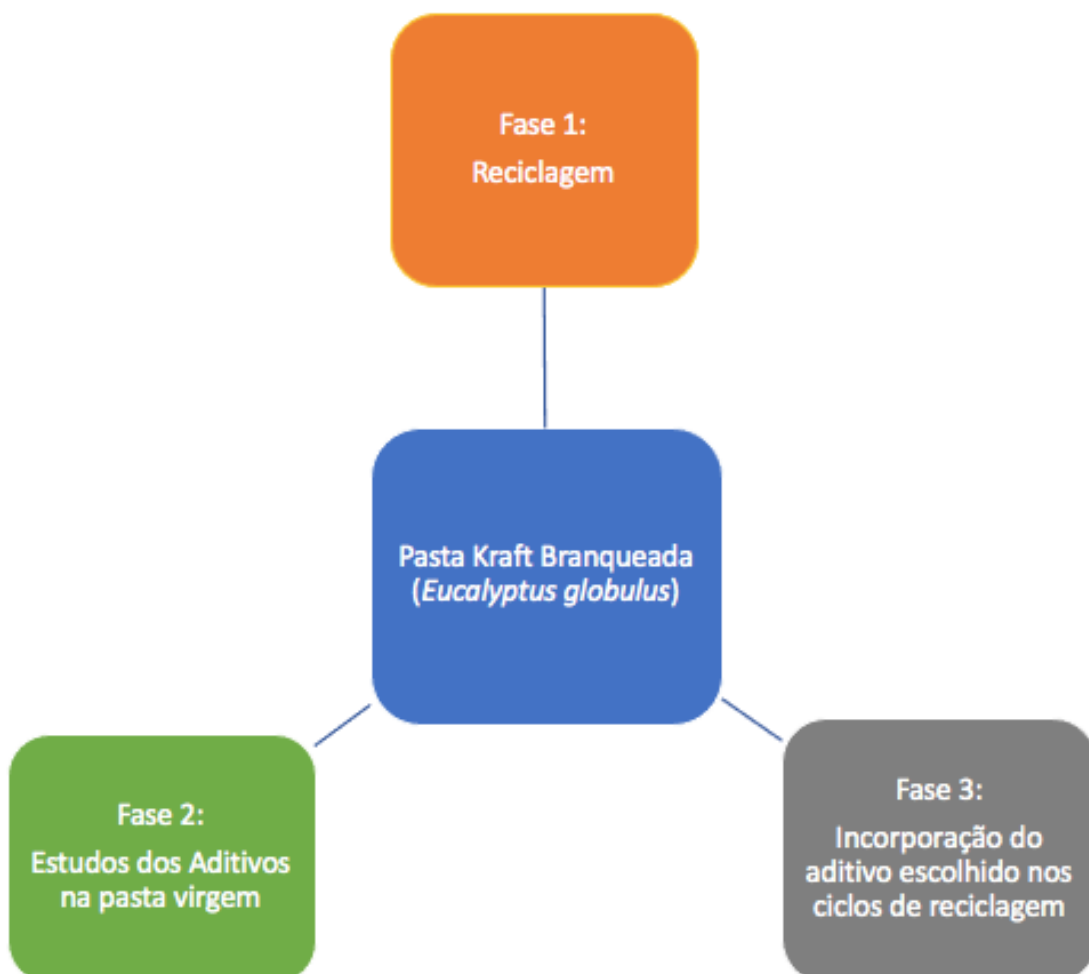 Fase 1:
Reciclagem
Pasta Kraft Branqueada
(Eucalyptus globulus)
Fase 2:
Estudos dos Aditivos
na pasta virgem
Fase 3:
Incorporação do
aditivo escolhido nos
ciclos de reciclagem